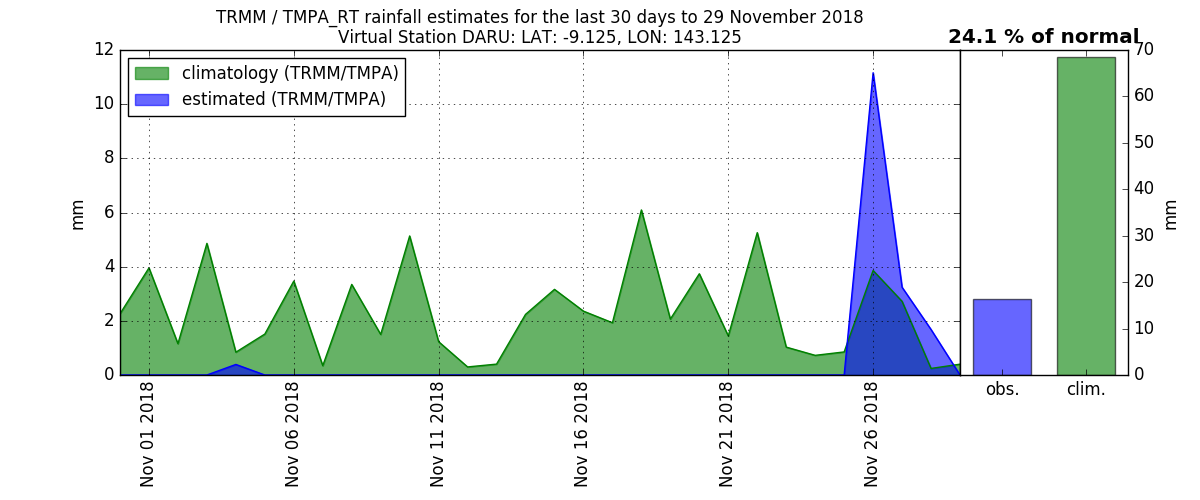 TRMM / TMPA_RT rainfall estimates for the last 30 days to 29 November 2018
Virtual Station DARU: LAT: -9.125, LON: 143.125
24.1 % of normal
climatology (TRMM/TMPA)
estimated (TRMM/TMPA)
mm
12
10
8
6
4
2
0
Nov 01 2018
Nov 06 2018
Nov 11 2018
Nov 16 2018
Nov 21 2018
Nov 26 2018
70
60
50
40
30
20
10
0
mm
obs.
clim.